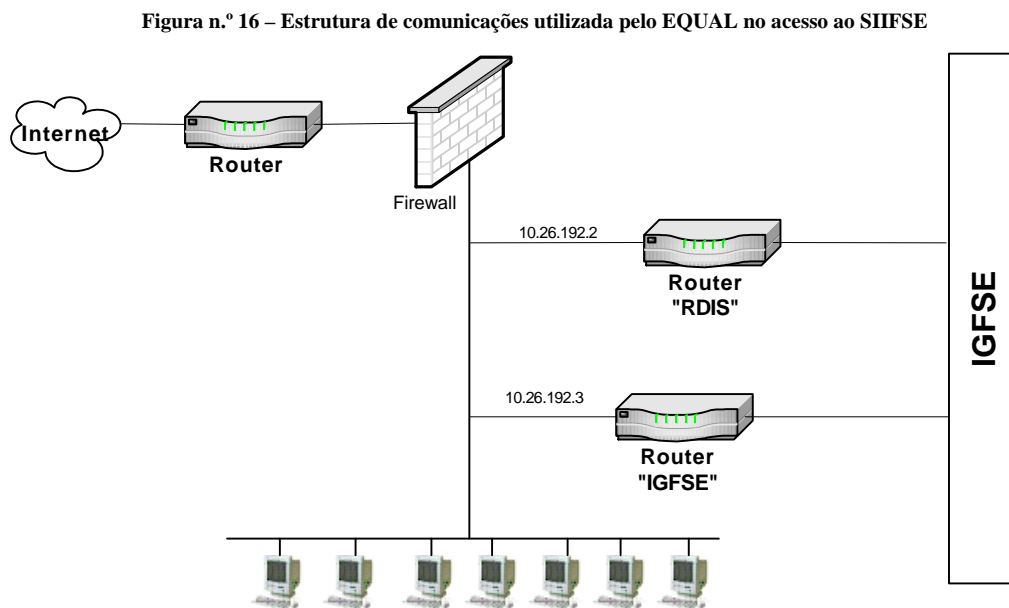 Figura n.º 16 – Estrutura de comunicações utilizada pelo EQUAL no acesso ao SIIFSE
Internet
Router
Firewall
10.26.192.2
Router
"RDIS"
10.26.192.3
Router
"IGFSE"
IGFSE